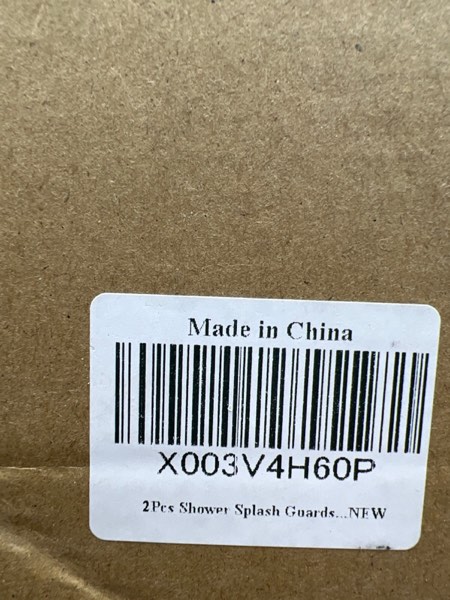 Made in China
X003V4H60P
2Pcs Shower Splash Guards...NEW